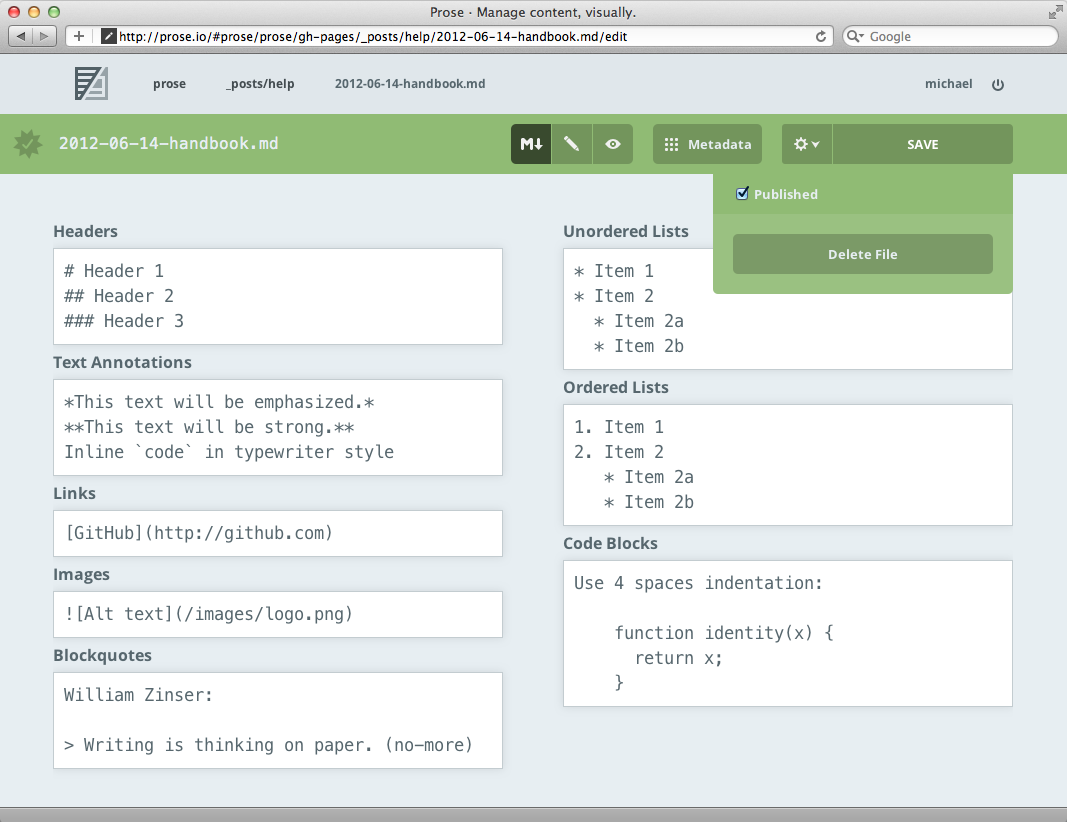 Prose · Manage content, visually.
http://prose.io/#prose/prose/gh-pages/_posts/help/2012-06-14-handbook.md/edit
Google
prose
_posts/help
2012-06-14-handbook.md
michael
2012-06-14-handbook.md
M↓
Metadata
SAVE
Published
Delete File
Headers
# Header 1
## Header 2
### Header 3
Text Annotations
*This text will be emphasized.*
**This text will be strong.**
Inline `code` in typewriter style
Links
[GitHub](http://github.com)
Images
![Alt text](/images/logo.png)
Blockquotes
William Zinser:
> Writing is thinking on paper. (no-more)
Unordered Lists
* Item 1
* Item 2
  * Item 2a
  * Item 2b
Ordered Lists
1. Item 1
2. Item 2
   * Item 2a
   * Item 2b
Code Blocks
Use 4 spaces indentation:
    function identity(x) {
      return x;
    }